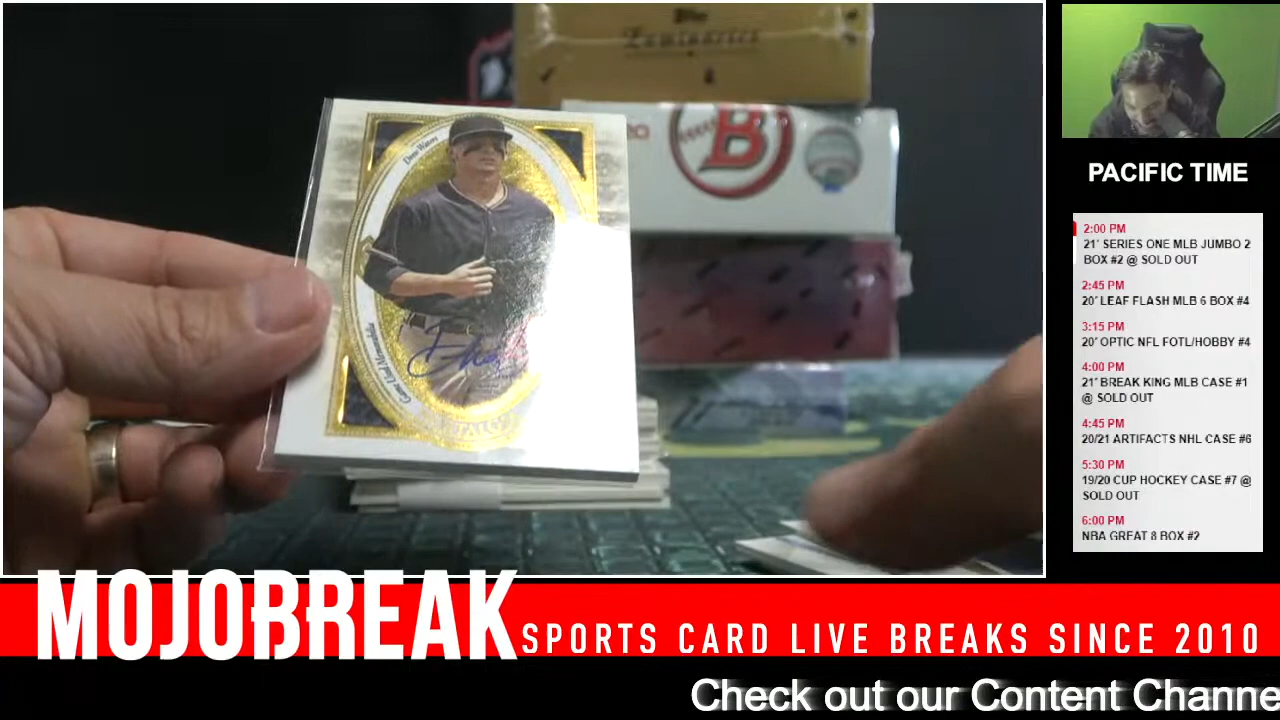 Topps
Luminaries
B
PACIFIC TIME
2:00 PM
21' SERIES ONE MLB JUMBO 2
BOX #2 @ SOLD OUT
2:45 PM
20' LEAF FLASH MLB 6 BOX #4
3:15 PM
20' OPTIC NFL FOTL/HOBBY #4
4:00 PM
21' BREAK KING MLB CASE #1
@ SOLD OUT
4:45 PM
20/21 ARTIFACTS NHL CASE #6
5:30 PM
19/20 CUP HOCKEY CASE #7 @
SOLD OUT
6:00 PM
NBA GREAT 8 BOX #2
MOJOBREAK
SPORTS CARD LIVE BREAKS SINCE 2010
Check out our Content Channe